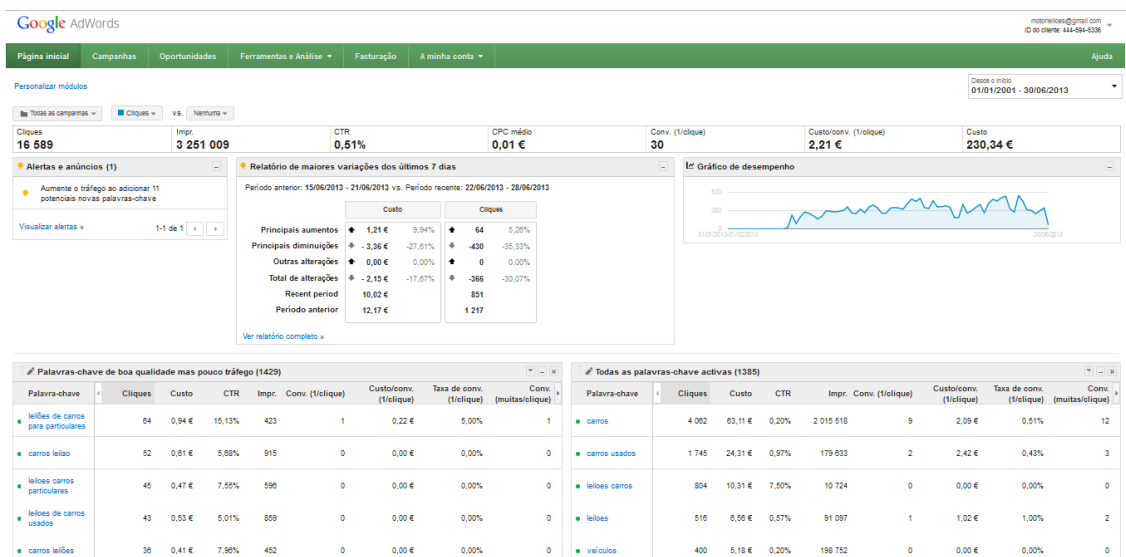 Google AdWords
motorleiloes@gmail.com
ID do cliente: 444-594-5336
Página inicial Campanhas Oportunidades Ferramentas e Análise Facturação A minha conta Ajuda
Personalizar módulos
Desde o início
01/01/2001 - 30/06/2013
Todas as campanhas Cliques vs. Nenhuma
Cliques Impr. CTR CPC médio Conv. (1/clique) Custo/conv. (1/clique) Custo
16 589 3 251 009 0,51% 0,01 € 30 2,21 € 230,34 €
Alertas e anúncios (1)
Aumente o tráfego ao adicionar 11
potenciais novas palavras-chave
Visualizar alertas »
1-1 de 1
Relatório de maiores variações dos últimos 7 dias
Período anterior: 15/06/2013 - 21/06/2013 vs. Período recente: 22/06/2013 - 28/06/2013
Custo Cliques
Principais aumentos 1,21 € 9,94% 64 5,26%
Principais diminuições - 3,36 € -27,61% -430 -35,33%
Outras alterações 0,00 € 0,00% 0 0,00%
Total de alterações - 2,15 € -17,67% -366 -30,07%
Recent period 10,02 € 851
Período anterior 12,17 € 1 217
Ver relatório completo »
Gráfico de desempenho
500
250
0
21/01/2013-01/02/2013 30/06/2013
Palavras-chave de boa qualidade mas pouco tráfego (1429)
Palavra-chave Cliques Custo CTR Impr. Conv. (1/clique) Custo/conv. (1/clique) Taxa de conv. (1/clique) Conv. (muitas/clique)
leilões de carros para particulares 64 0,94 € 15,13% 423 1 0,22 € 5,00% 1
carros leilao 52 0,61 € 5,68% 915 0 0,00 € 0,00% 0
leiloes carros particulares 45 0,47 € 7,55% 596 0 0,00 € 0,00% 0
leiloes de carros usados 43 0,53 € 5,01% 859 0 0,00 € 0,00% 0
carros leilões 36 0,41 € 7,96% 452 0 0,00 € 0,00% 0
Todas as palavras-chave activas (1385)
Palavra-chave Cliques Custo CTR Impr. Conv. (1/clique) Custo/conv. (1/clique) Taxa de conv. (1/clique) Conv. (muitas/clique)
carros 4 062 63,11 € 0,20% 2 015 518 9 2,09 € 0,51% 12
carros usados 1 745 24,31 € 0,97% 179 633 2 2,42 € 0,43% 3
leiloes carros 804 10,31 € 7,50% 10 724 0 0,00 € 0,00% 0
leiloes 516 6,56 € 0,57% 91 097 1 1,02 € 1,00% 2
veículos 400 5,18 € 0,20% 198 752 0 0,00 € 0,00% 0